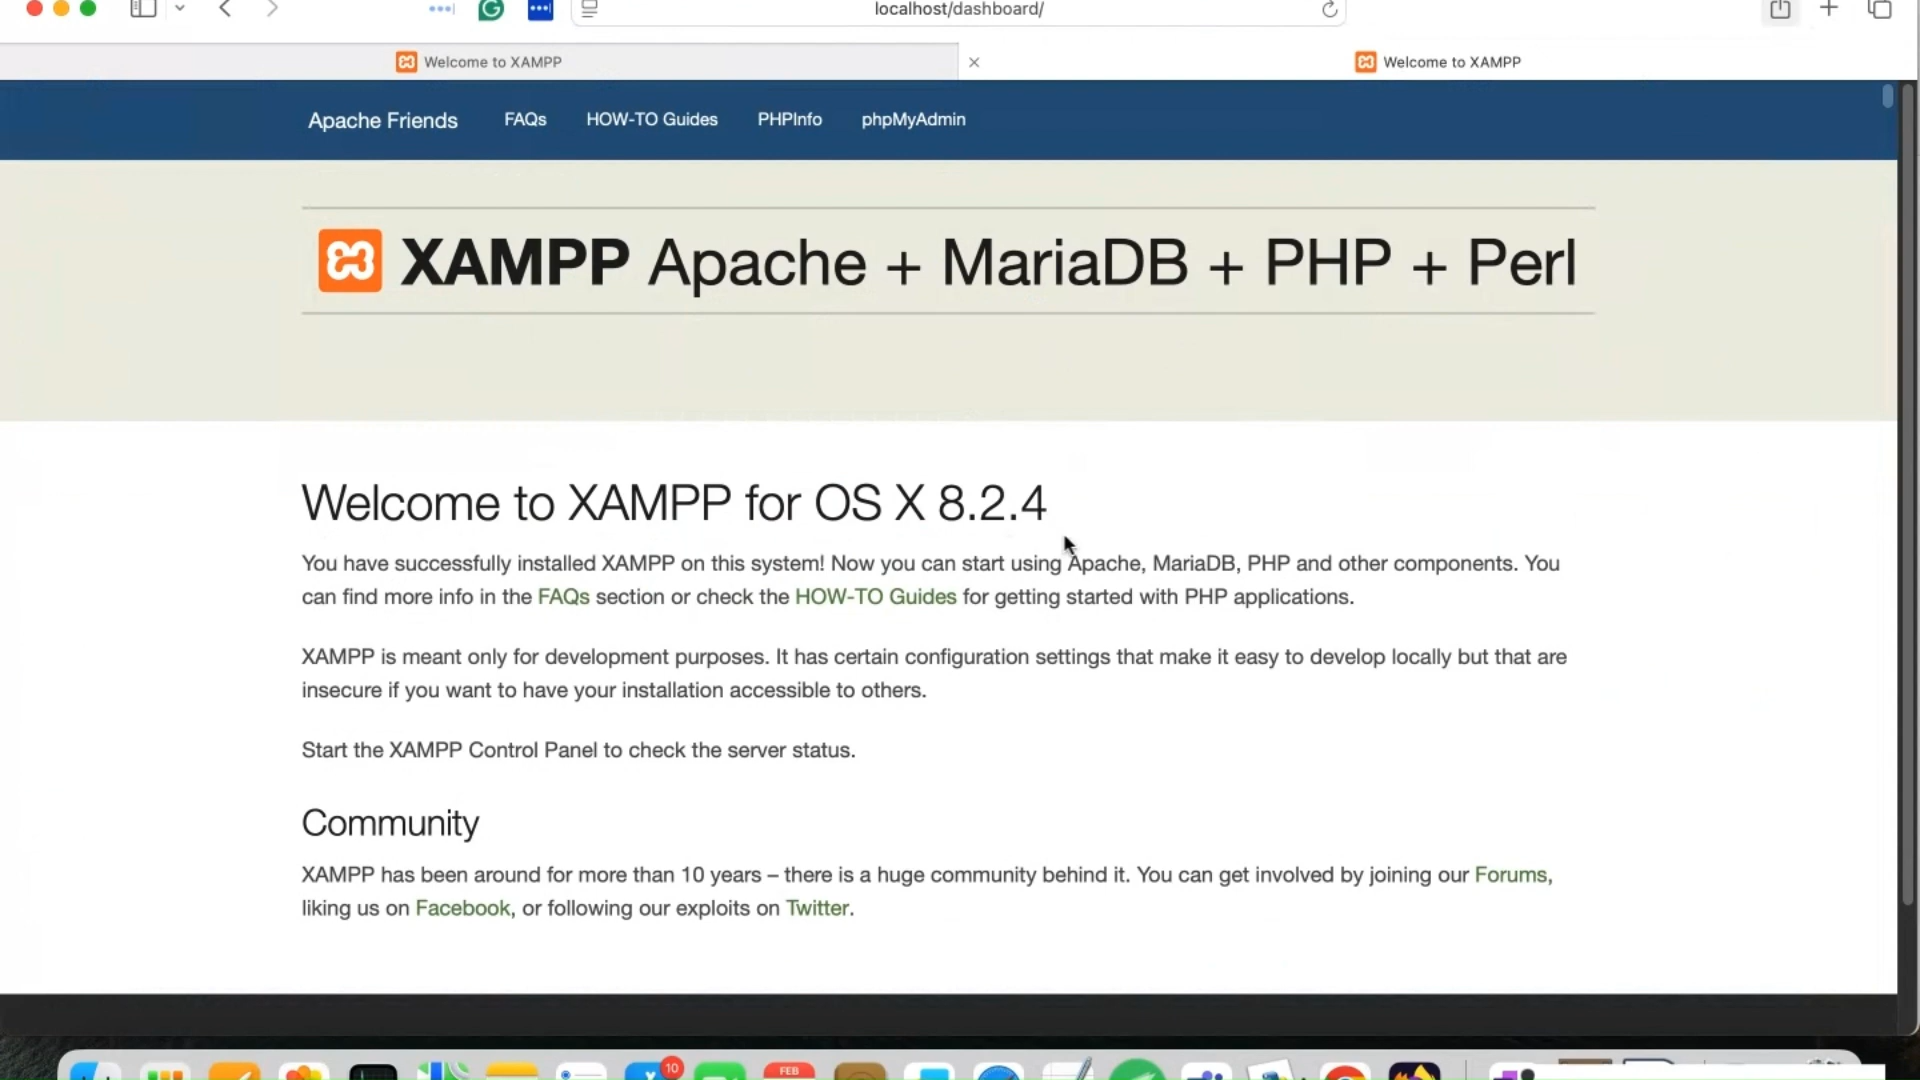 localhost/dashboard/
Welcome to XAMPP
Welcome to XAMPP
Apache Friends FAQs HOW-TO Guides PHPInfo phpMyAdmin
XAMPP Apache + MariaDB + PHP + Perl
Welcome to XAMPP for OS X 8.2.4
You have successfully installed XAMPP on this system! Now you can start using Apache, MariaDB, PHP and other components. You
can find more info in the FAQs section or check the HOW-TO Guides for getting started with PHP applications.
XAMPP is meant only for development purposes. It has certain configuration settings that make it easy to develop locally but that are
insecure if you want to have your installation accessible to others.
Start the XAMPP Control Panel to check the server status.
Community
XAMPP has been around for more than 10 years – there is a huge community behind it. You can get involved by joining our Forums,
liking us on Facebook, or following our exploits on Twitter.
10
FEB